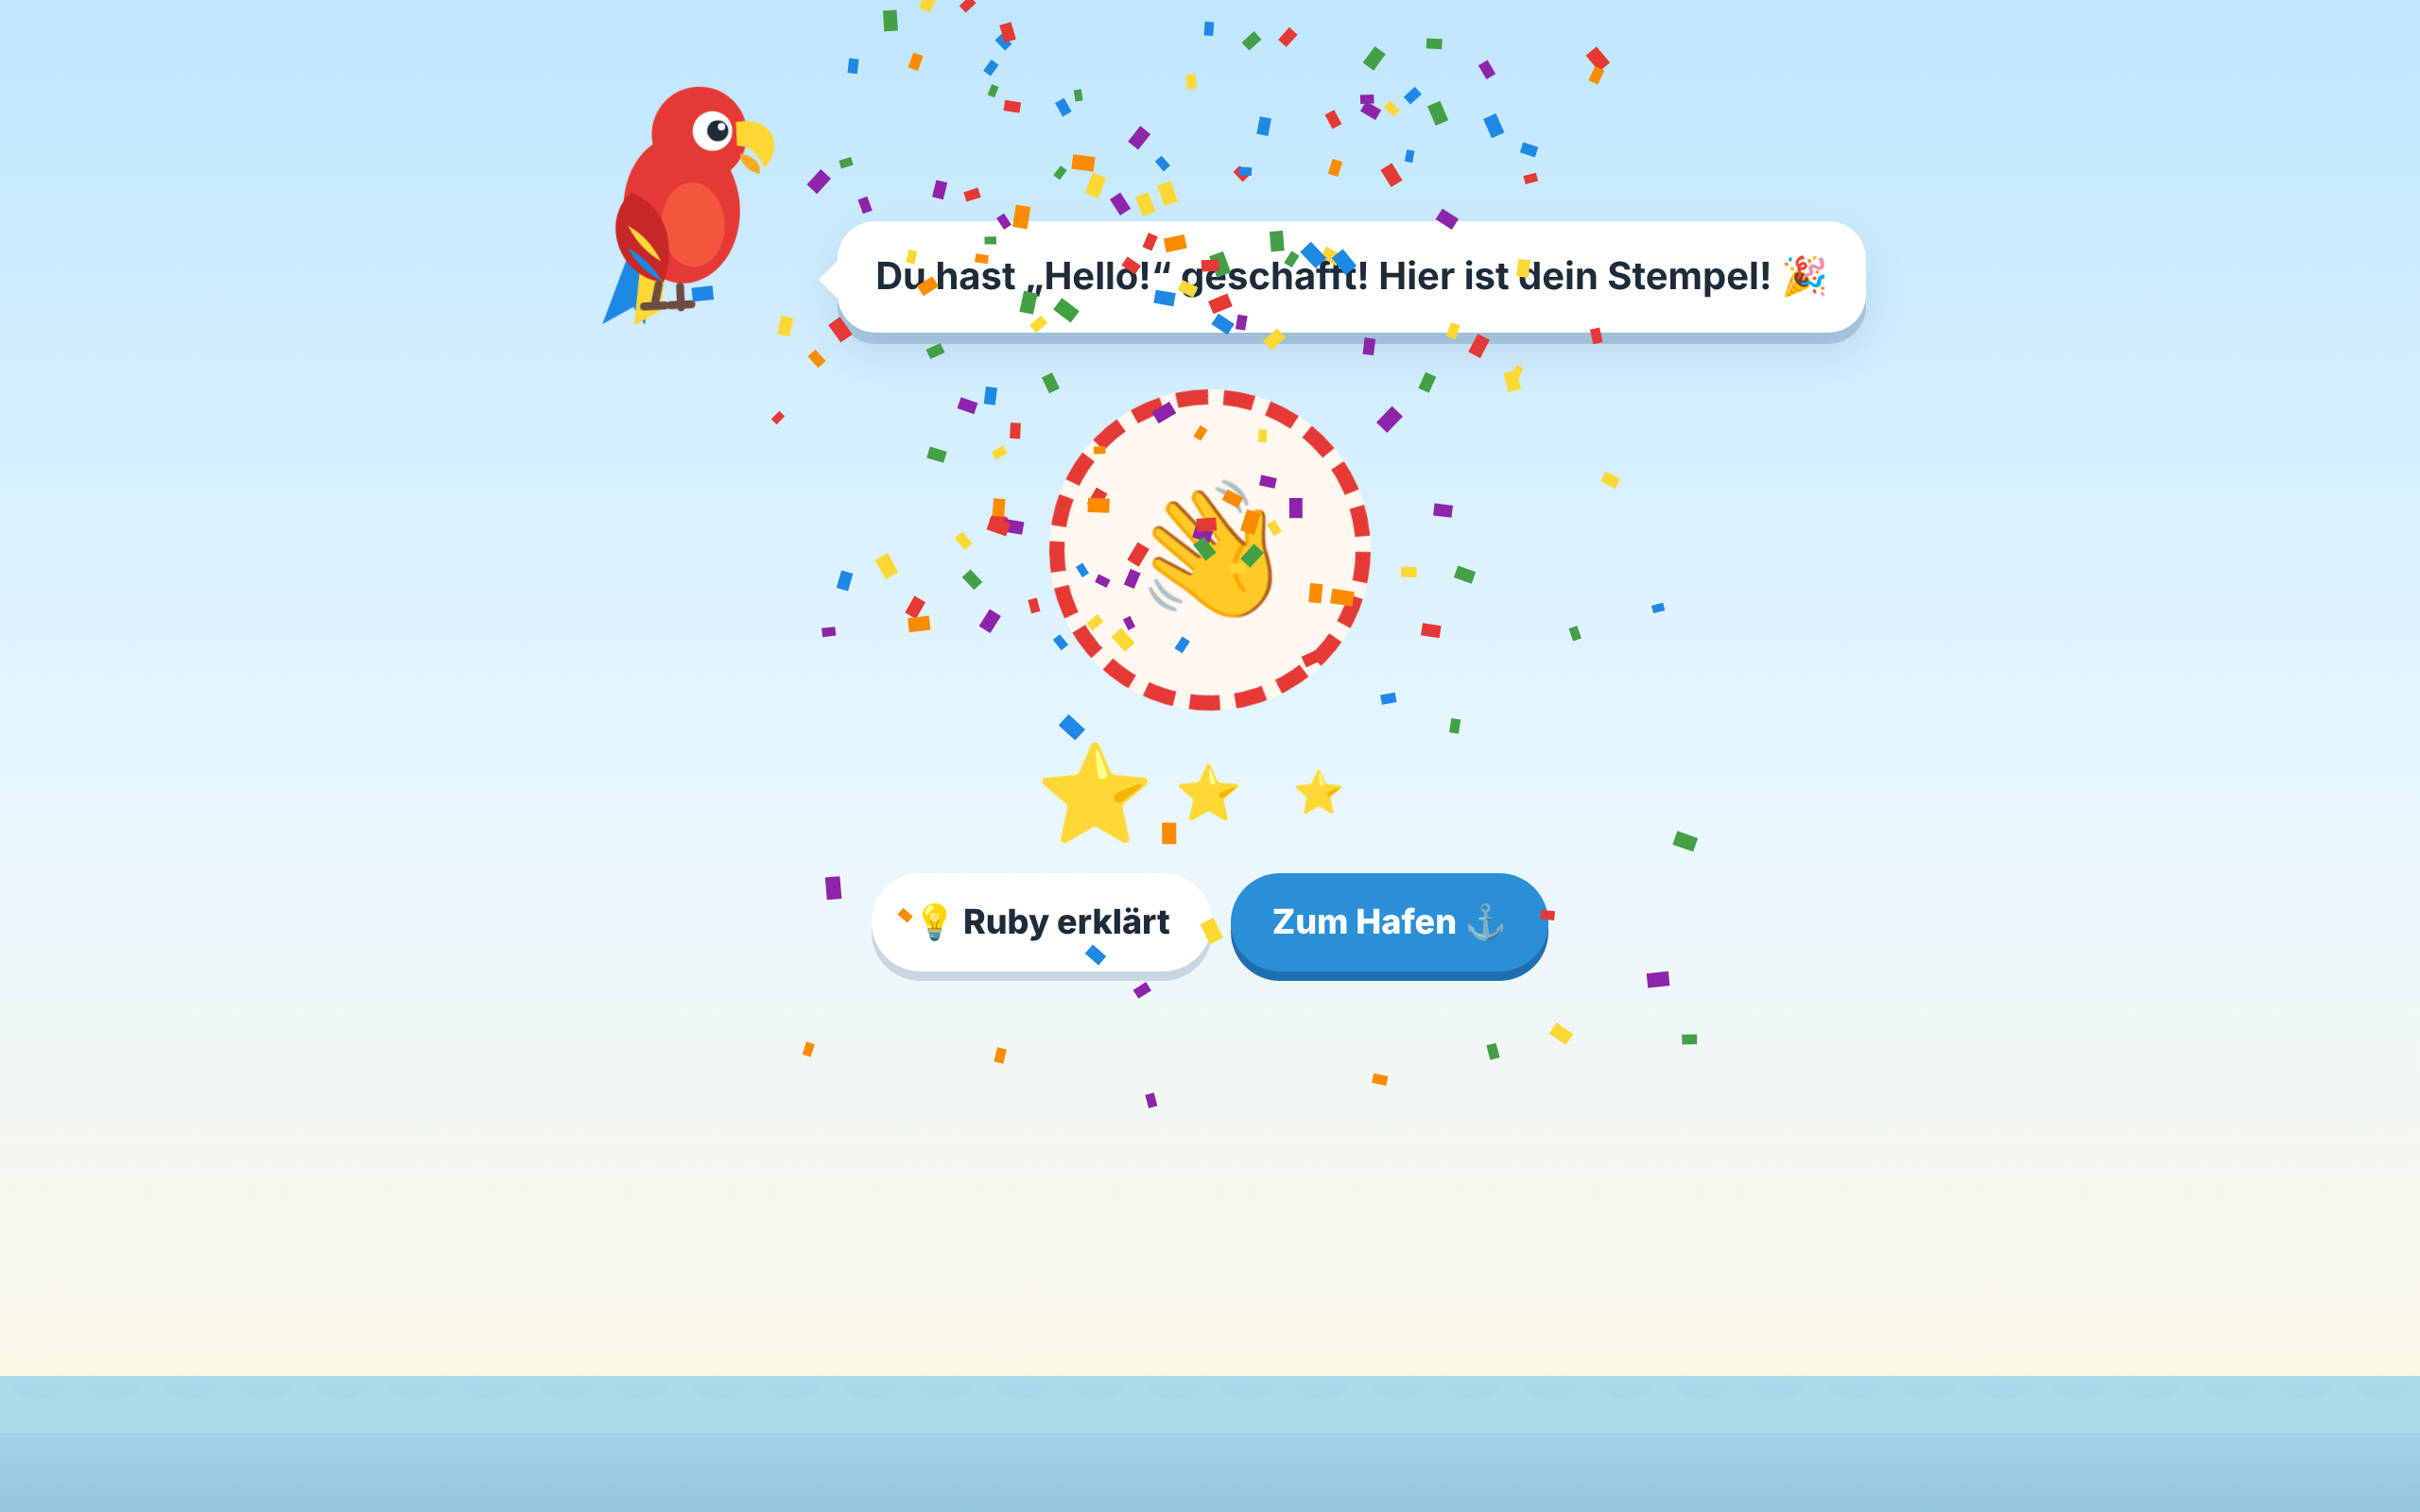 Du hast „Hello!“ geschafft! Hier ist dein Stempel! 🎉
💡 Ruby erklärt
Zum Hafen ⚓